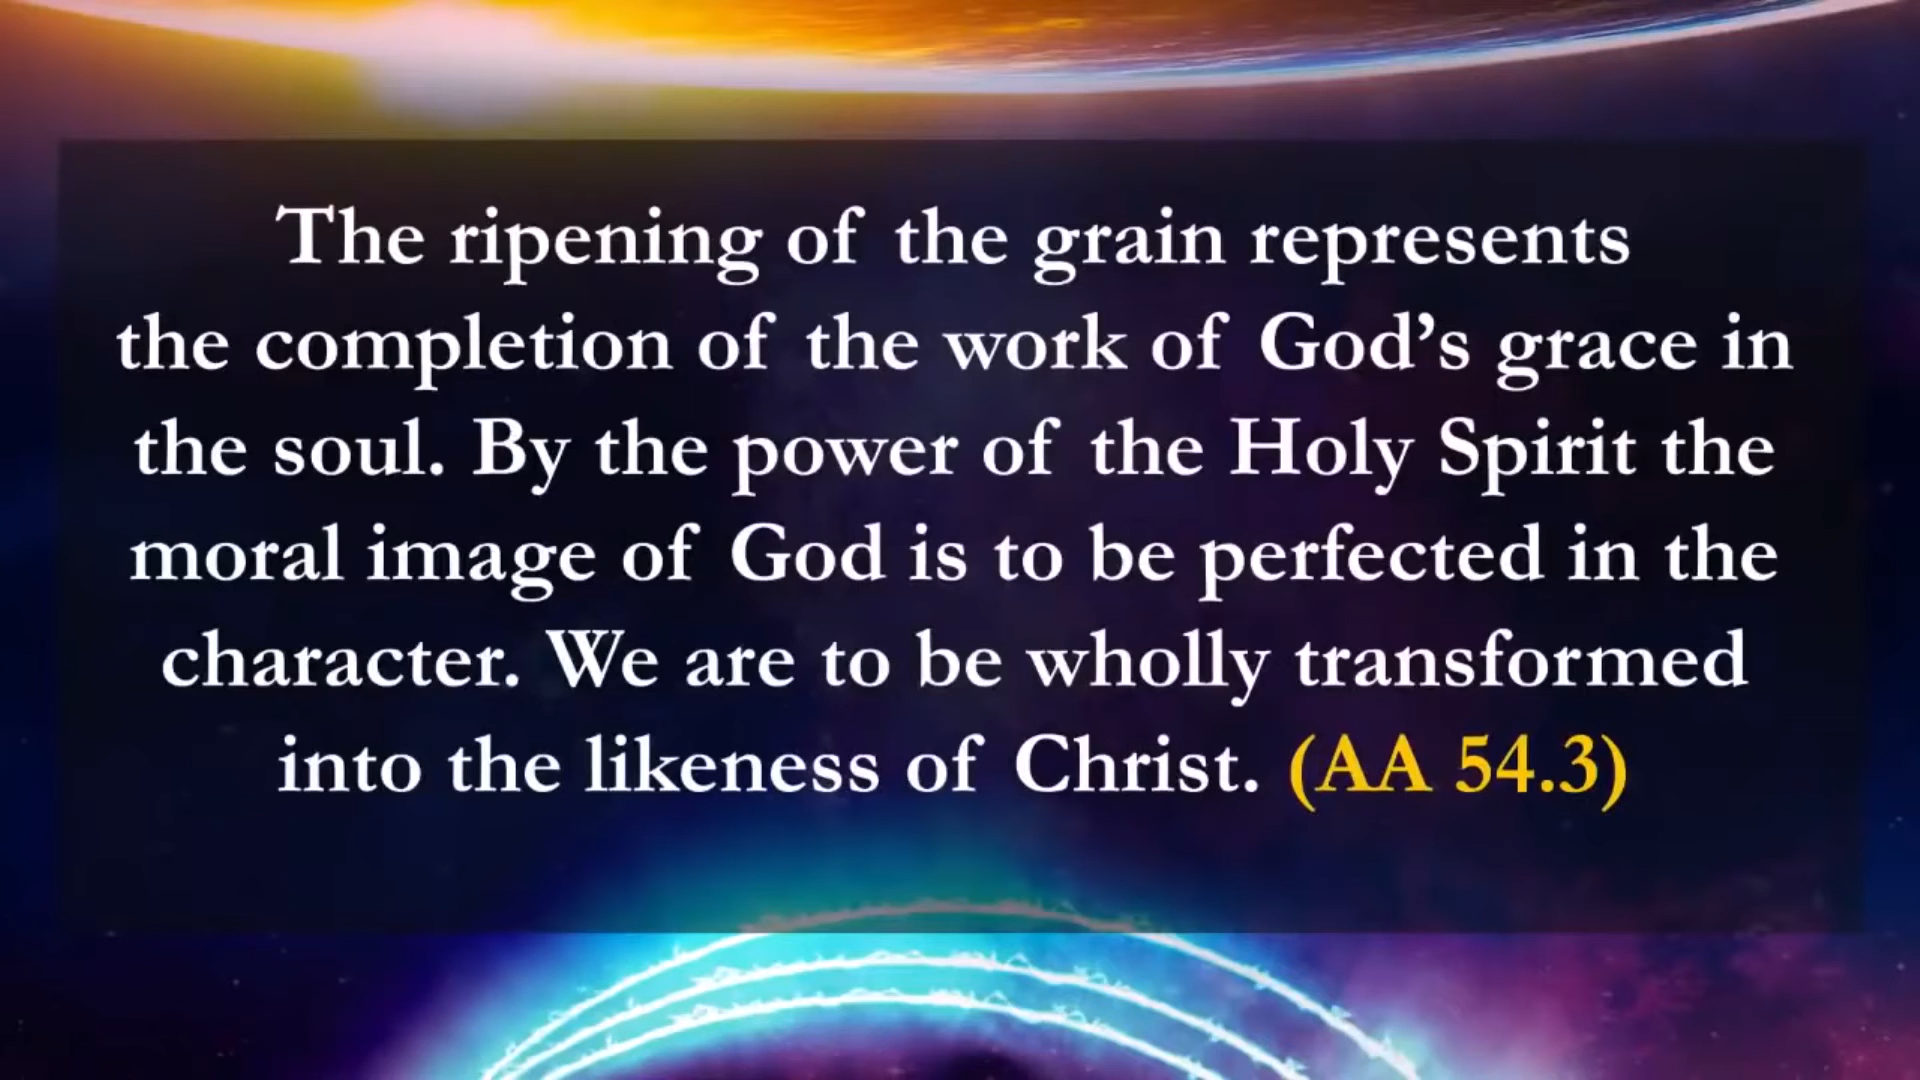 The ripening of the grain represents
the completion of the work of God’s grace in
the soul. By the power of the Holy Spirit the
moral image of God is to be perfected in the
character. We are to be wholly transformed
into the likeness of Christ. (AA 54.3)